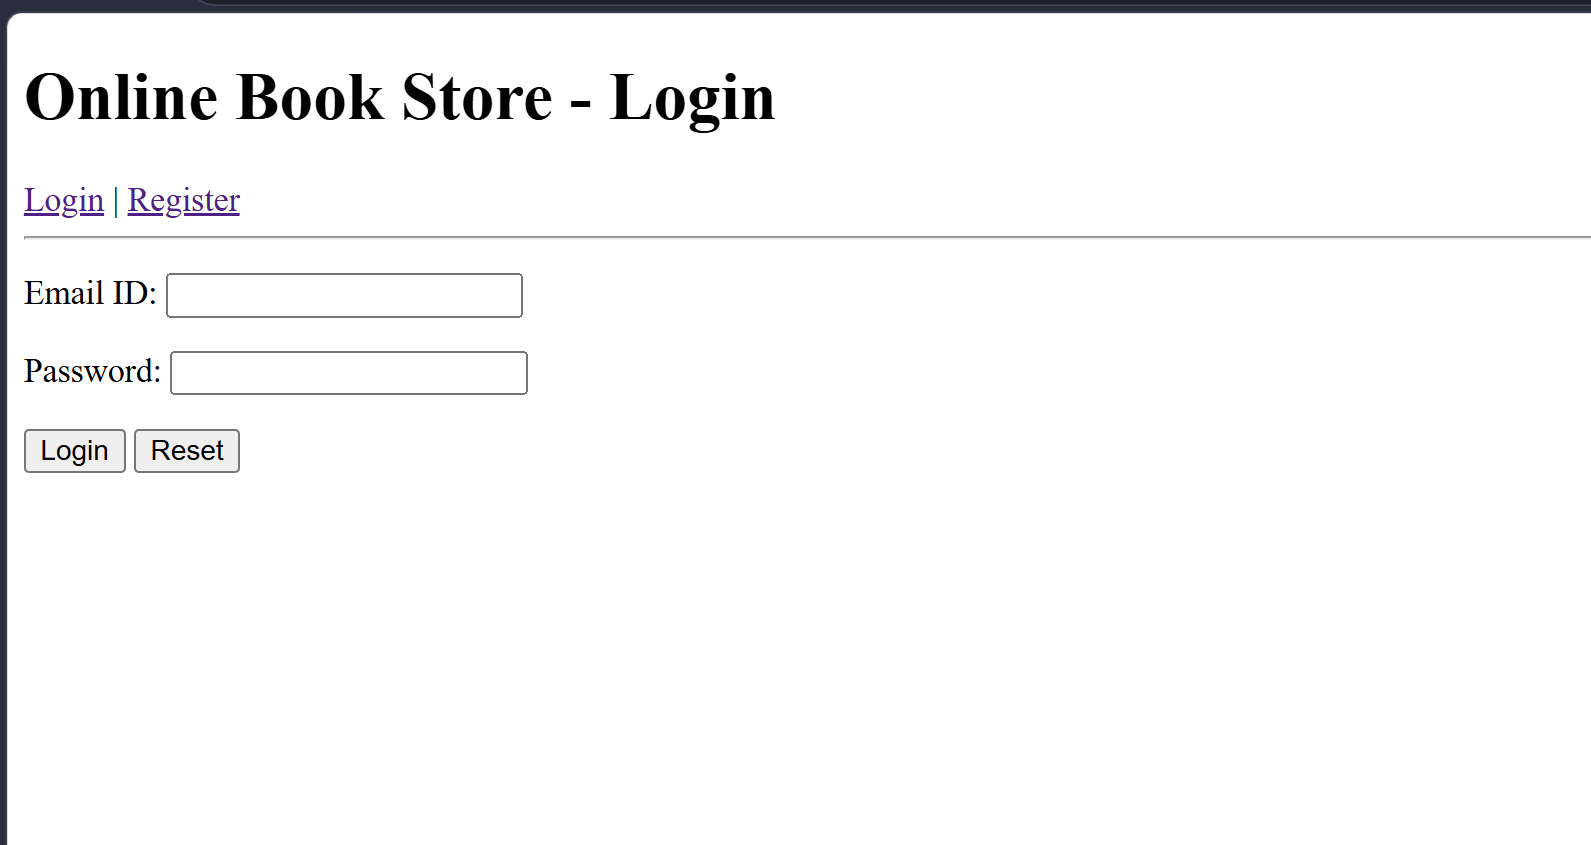 Online Book Store - Login
Login | Register
Email ID:
Password:
Login Reset